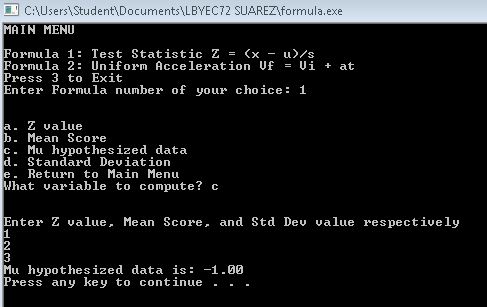 C:\Users\Student\Documents\LBYEC72 SUAREZ\formula.exe
MAIN MENU
Formula 1: Test Statistic Z = (x - u)/s
Formula 2: Uniform Acceleration Vf = Vi + at
Press 3 to Exit
Enter Formula number of your choice: 1
a. Z value
b. Mean Score
c. Mu hypothesized data
d. Standard Deviation
e. Return to Main Menu
What variable to compute? c
Enter Z value, Mean Score, and Std Dev value respectively
1
2
3
Mu hypothesized data is: -1.00
Press any key to continue . . .